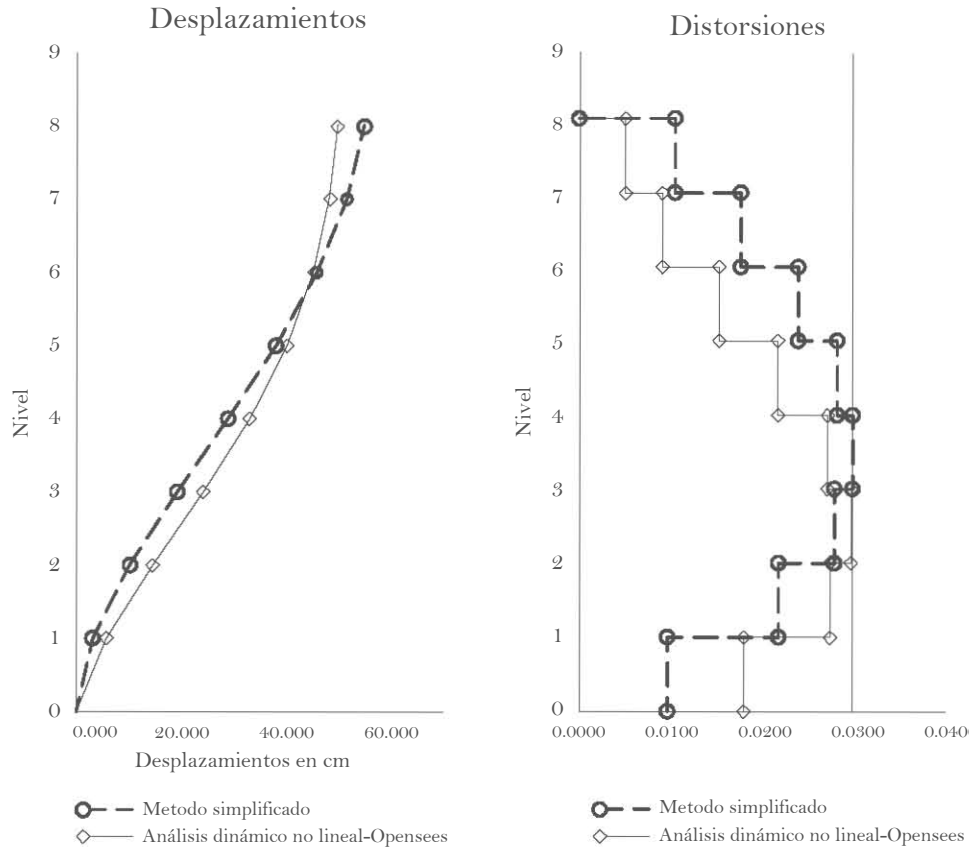 Desplazamientos
9
8
7
6
5
4
3
2
1
0
Nivel
0.000 20.000 40.000 60.000
Desplazamientos en cm
Metodo simplificado
Análisis dinámico no lineal-Opensees
Distorsiones
9
8
7
6
5
4
3
2
1
0
Nivel
0.0000 0.0100 0.0200 0.0300 0.0400
Metodo simplificado
Análisis dinámico no lineal-Opensees